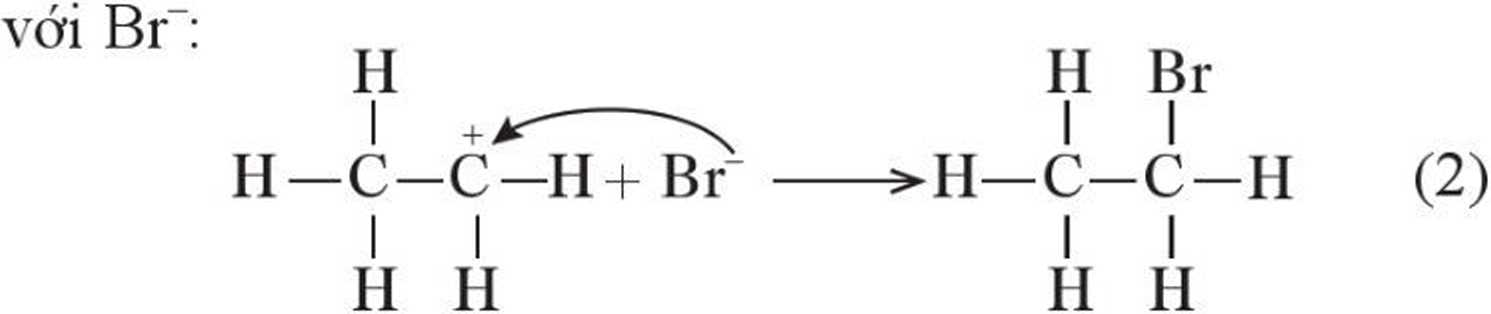 với Br⁻:
H H Br
+
H—C—C—H + Br⁻ ⟶ H—C—C—H (2)
H H H H